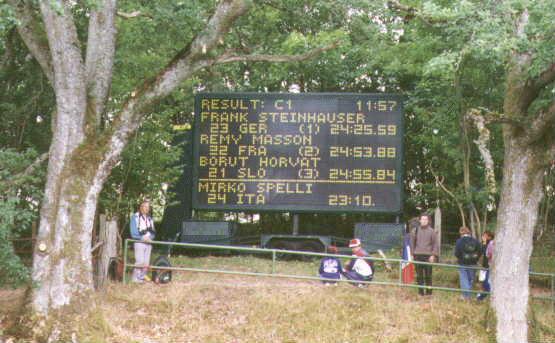 RESULT: C1 11:57
FRANK STEINHAUSER
23 GER (1) 24:25.59
REMY MASSON
32 FRA (2) 24:53.88
BORUT HORVAT
21 SLO (3) 24:55.84
MIRKO SPELLI
24 ITA 23:10.